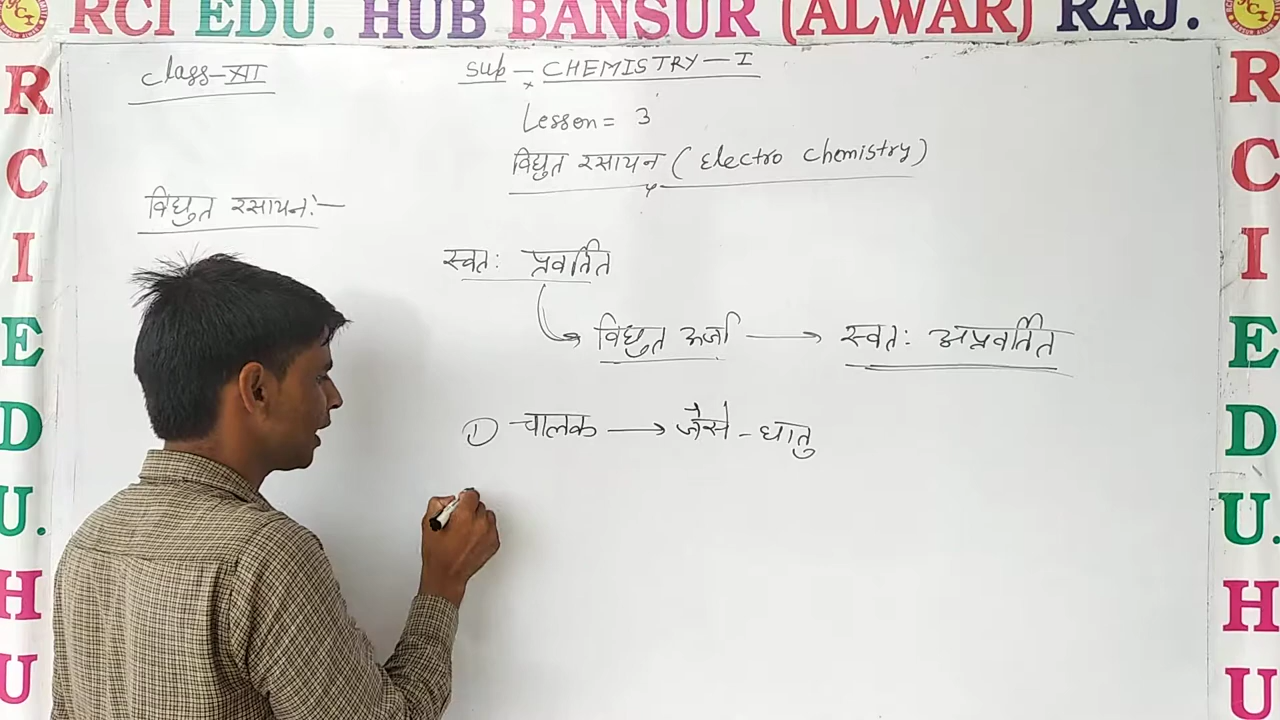 RCI EDU. HUB BANSUR (ALWAR) RAJ.
Class-XII
Sub - CHEMISTRY-I
Lesson = 3
विद्युत रसायन (Electro chemistry)
विद्युत रसायन:-
स्वतः प्रवर्तित
विद्युत ऊर्जा → स्वतः अप्रवर्तित
① चालक → जैसे - धातु
R
C
I
E
D
U.
H
U
R
C
I
E
D
U.
H
U